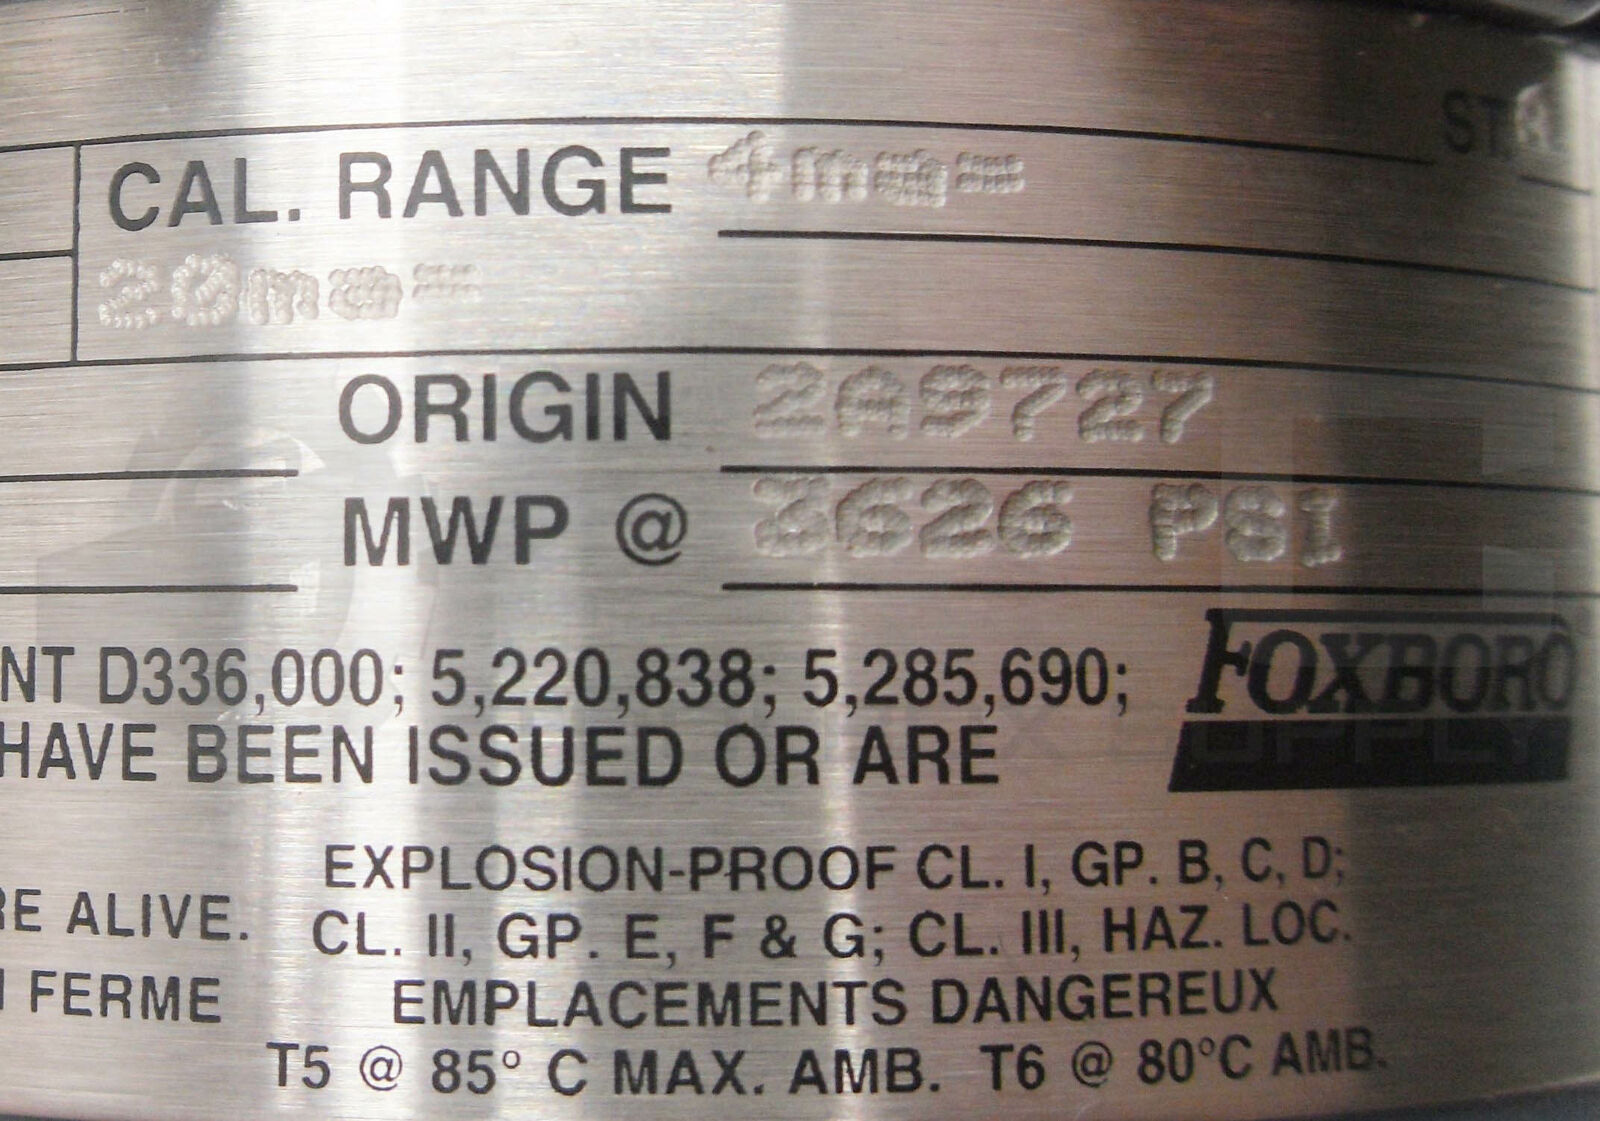 CAL. RANGE 4ma=
20ma=
ORIGIN 2A9727
MWP @ 3626 PSI
NT D336,000; 5,220,838; 5,285,690;
HAVE BEEN ISSUED OR ARE
FOXBORO
EXPLOSION-PROOF CL. I, GP. B, C, D;
RE ALIVE. CL. II, GP. E, F & G; CL. III, HAZ. LOC.
FERME EMPLACEMENTS DANGEREUX
T5 @ 85° C MAX. AMB. T6 @ 80°C AMB.